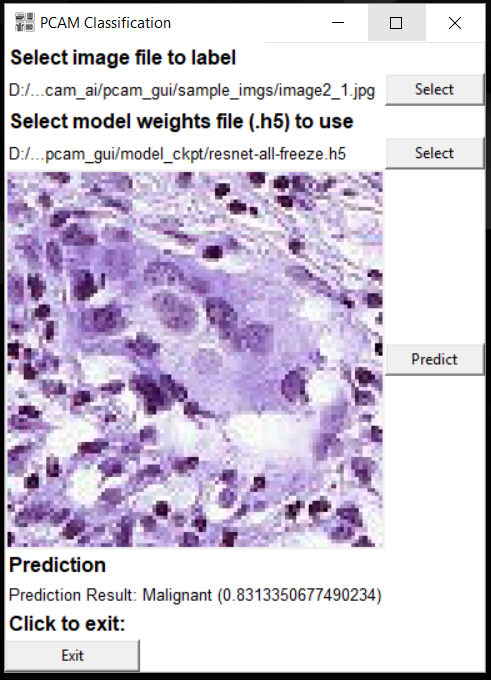 PCAM Classification
Select image file to label
D:/...cam_ai/pcam_gui/sample_imgs/image2_1.jpg Select
Select model weights file (.h5) to use
D:/...pcam_gui/model_ckpt/resnet-all-freeze.h5 Select
Predict
Prediction
Prediction Result: Malignant (0.8313350677490234)
Click to exit:
Exit